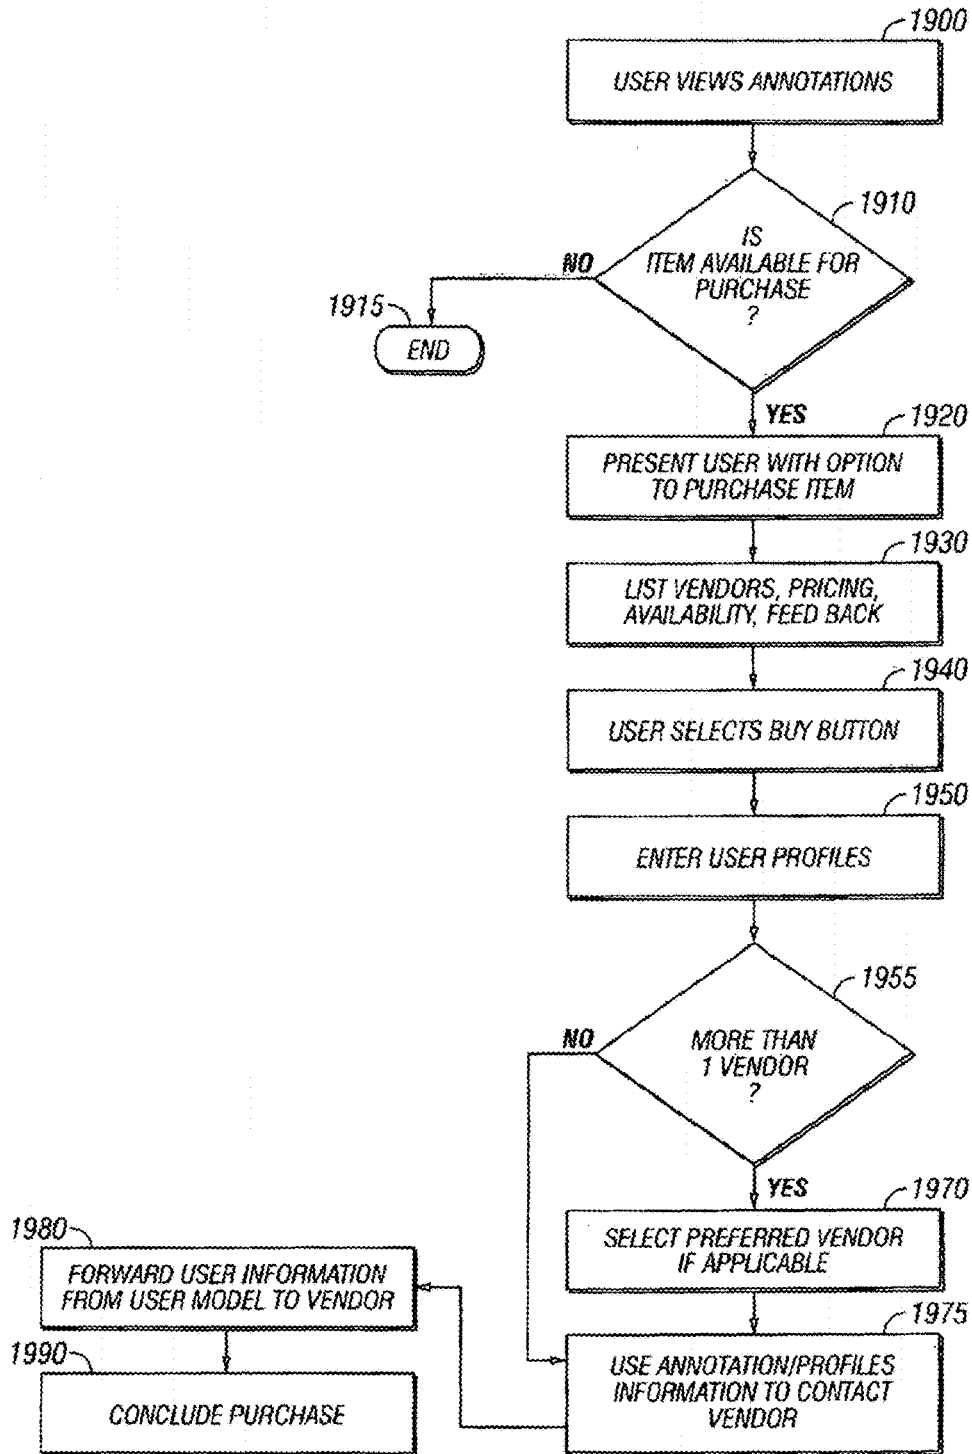 1900
USER VIEWS ANNOTATIONS
1910
IS
ITEM AVAILABLE FOR
PURCHASE
?
NO
1915
END
YES
1920
PRESENT USER WITH OPTION
TO PURCHASE ITEM
1930
LIST VENDORS, PRICING,
AVAILABILITY, FEED BACK
1940
USER SELECTS BUY BUTTON
1950
ENTER USER PROFILES
1955
MORE THAN
1 VENDOR
?
NO
YES
1970
SELECT PREFERRED VENDOR
IF APPLICABLE
1975
USE ANNOTATION/PROFILES
INFORMATION TO CONTACT
VENDOR
1980
FORWARD USER INFORMATION
FROM USER MODEL TO VENDOR
1990
CONCLUDE PURCHASE